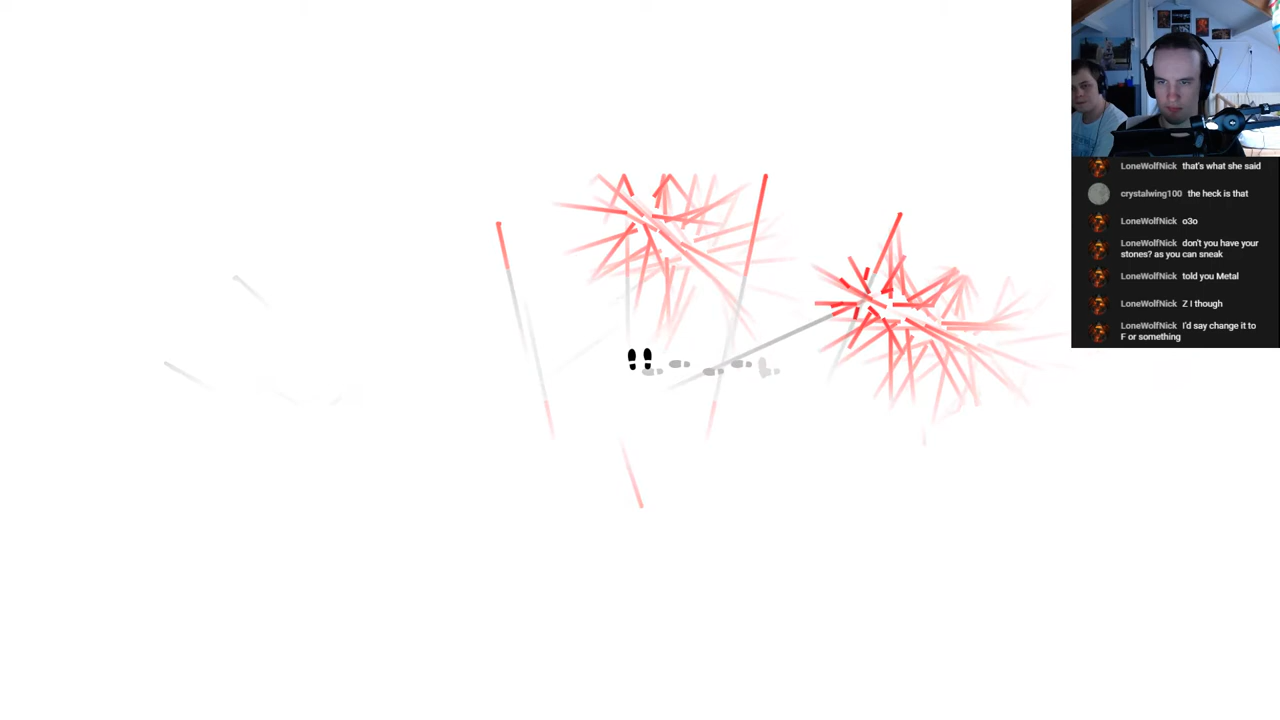 LoneWolfNick that's what she said
crystalwing100 the heck is that
LoneWolfNick o3o
LoneWolfNick don't you have your
stones? as you can sneak
LoneWolfNick told you Metal
LoneWolfNick Z I though
LoneWolfNick I'd say change it to
F or something